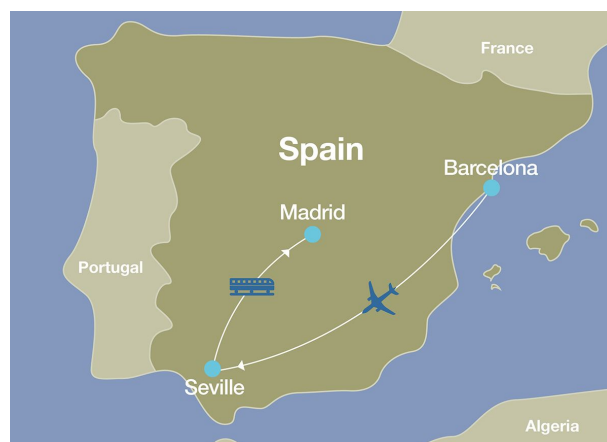 France
Spain
Barcelona
Madrid
Portugal
Seville
Algeria